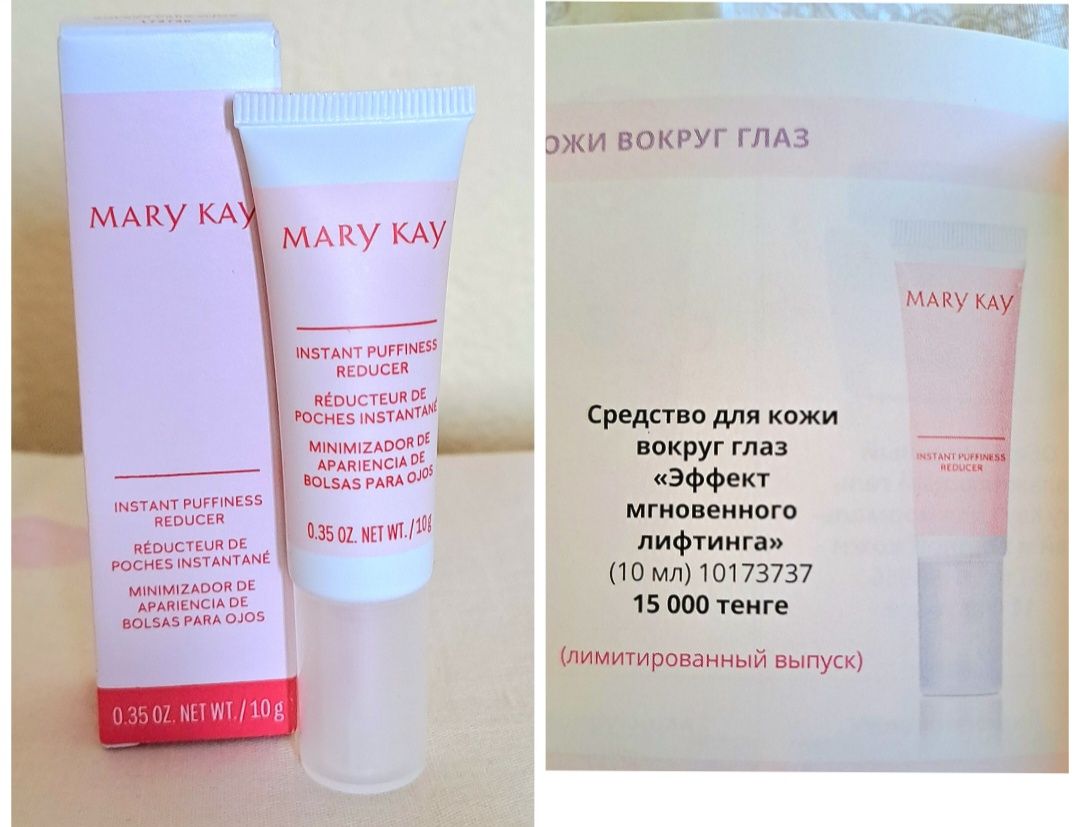 MARY KAY
INSTANT PUFFINESS
REDUCER
RÉDUCTEUR DE
POCHES INSTANTANÉ
MINIMIZADOR DE
APARIENCIA DE
BOLSAS PARA OJOS
0.35 OZ. NET WT. / 10 g
MARY KAY
INSTANT PUFFINESS
REDUCER
RÉDUCTEUR DE
POCHES INSTANTANÉ
MINIMIZADOR DE
APARIENCIA DE
BOLSAS PARA OJOS
0.35 OZ. NET WT. / 10 g
ОЖИ ВОКРУГ ГЛАЗ
Средство для кожи
вокруг глаз
«Эффект
мгновенного
лифтинга»
(10 мл) 10173737
15 000 тенге
(лимитированный выпуск)
MARY KAY
INSTANT PUFFINESS
REDUCER